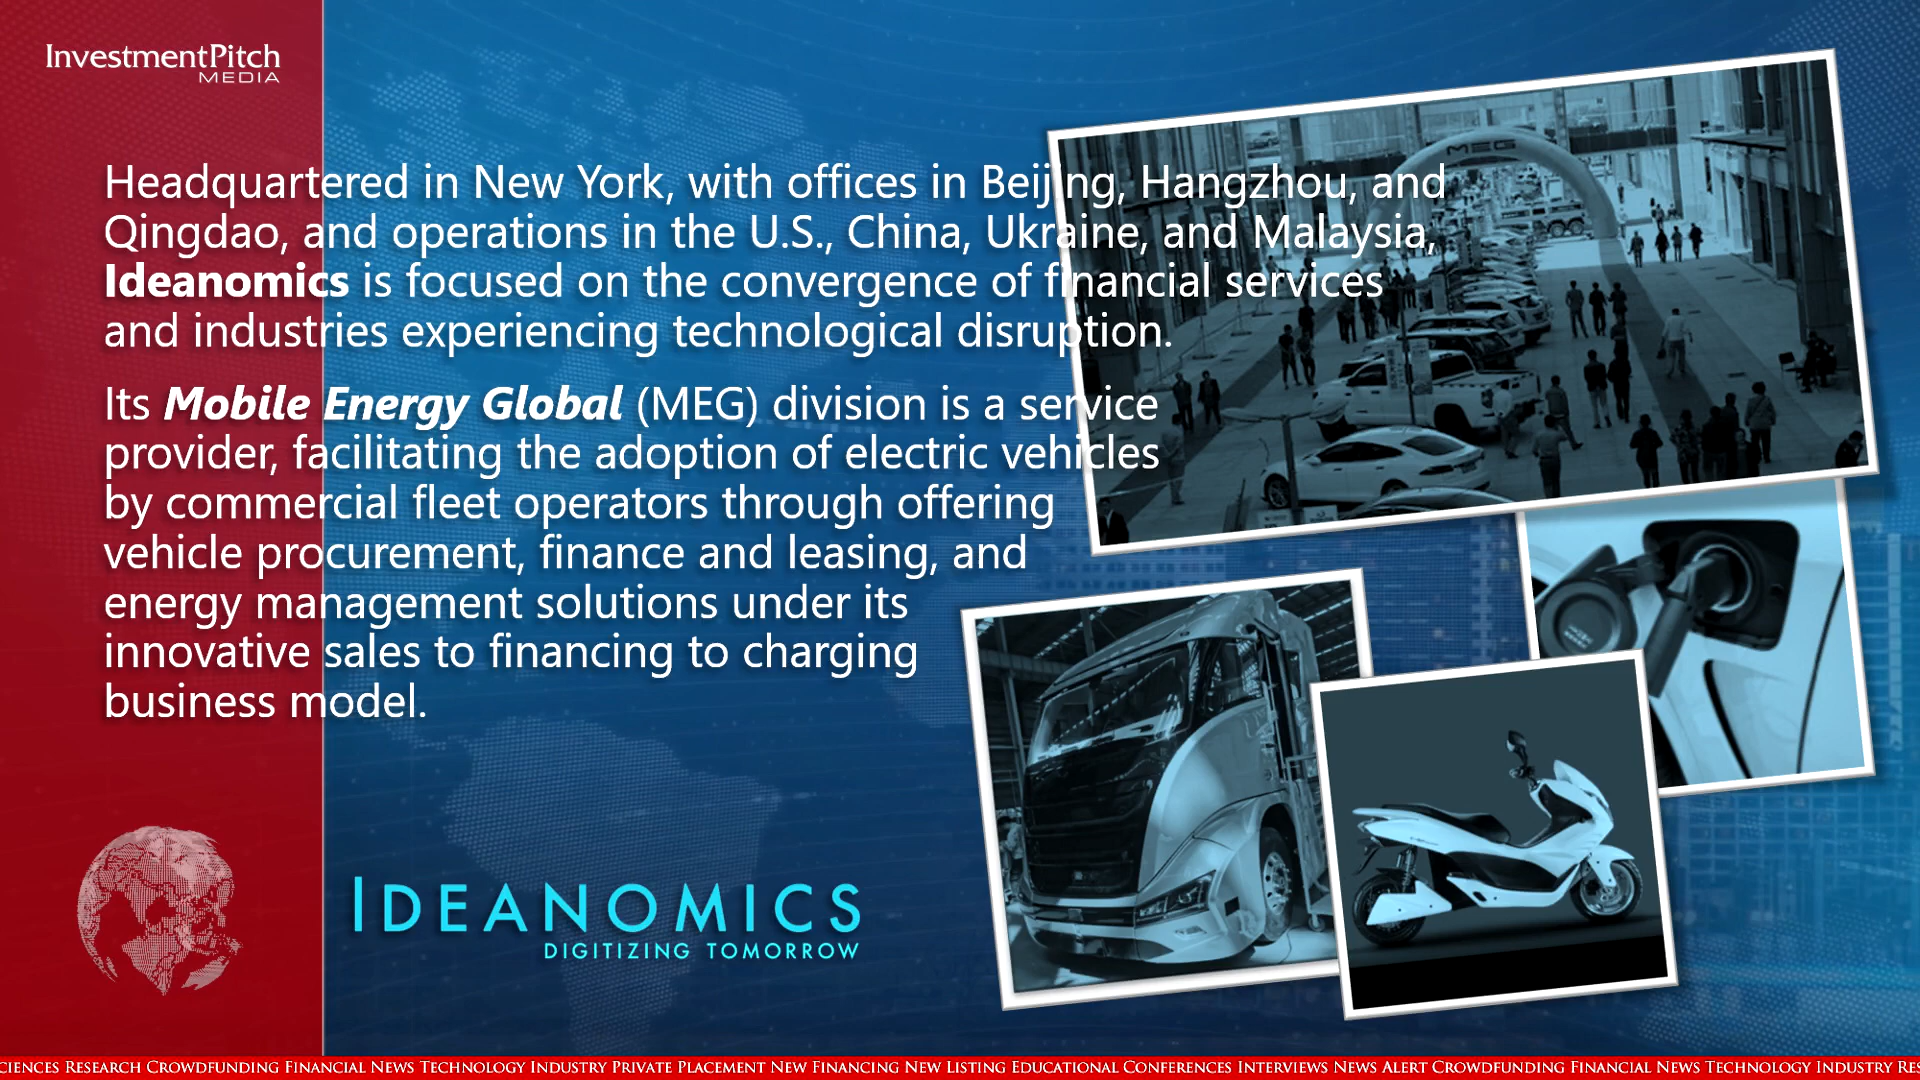 InvestmentPitch
MEDIA
Headquartered in New York, with offices in Beijing, Hangzhou, and
Qingdao, and operations in the U.S., China, Ukraine, and Malaysia,
Ideanomics is focused on the convergence of financial services
and industries experiencing technological disruption.
Its Mobile Energy Global (MEG) division is a service
provider, facilitating the adoption of electric vehicles
by commercial fleet operators through offering
vehicle procurement, finance and leasing, and
energy management solutions under its
innovative sales to financing to charging
business model.
MEG
IDEANOMICS
DIGITIZING TOMORROW
CIENCES RESEARCH CROWDFUNDING FINANCIAL NEWS TECHNOLOGY INDUSTRY PRIVATE PLACEMENT NEW FINANCING NEW LISTING EDUCATIONAL CONFERENCES INTERVIEWS NEWS ALERT CROWDFUNDING FINANCIAL NEWS TECHNOLOGY INDUSTRY RES